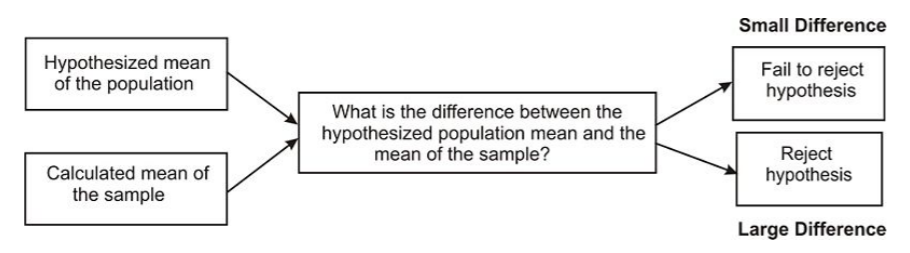 Hypothesized mean
of the population
Calculated mean of
the sample
What is the difference between the
hypothesized population mean and the
mean of the sample?
Small Difference
Fail to reject
hypothesis
Reject
hypothesis
Large Difference